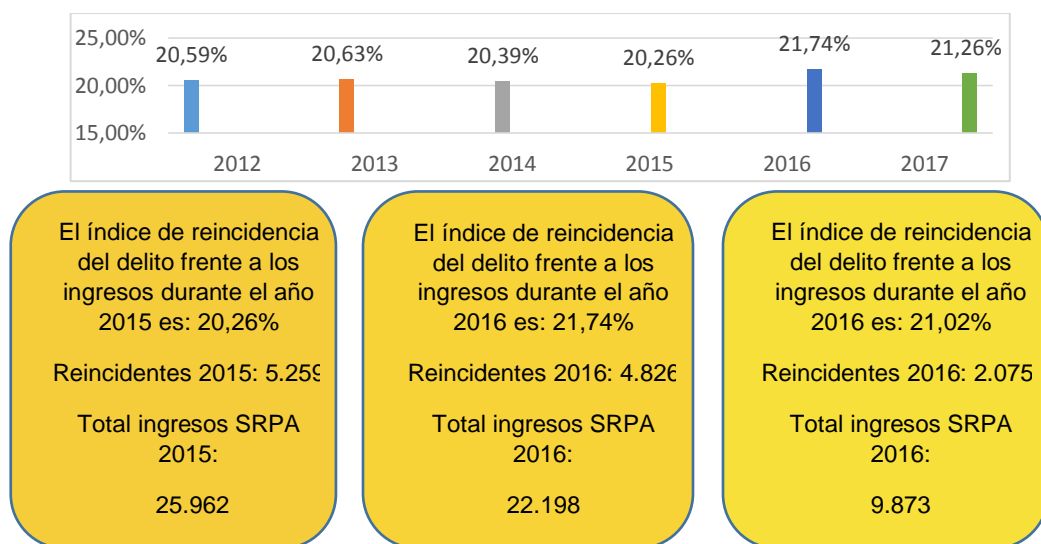 25,00%
20,00%
15,00%
20,59% 20,63% 20,39% 20,26% 21,74% 21,26%
2012 2013 2014 2015 2016 2017
El índice de reincidencia
del delito frente a los
ingresos durante el año
2015 es: 20,26%
Reincidentes 2015: 5.259
Total ingresos SRPA
2015:
25.962
El índice de reincidencia
del delito frente a los
ingresos durante el año
2016 es: 21,74%
Reincidentes 2016: 4.826
Total ingresos SRPA
2016:
22.198
El índice de reincidencia
del delito frente a los
ingresos durante el año
2016 es: 21,02%
Reincidentes 2016: 2.075
Total ingresos SRPA
2016:
9.873